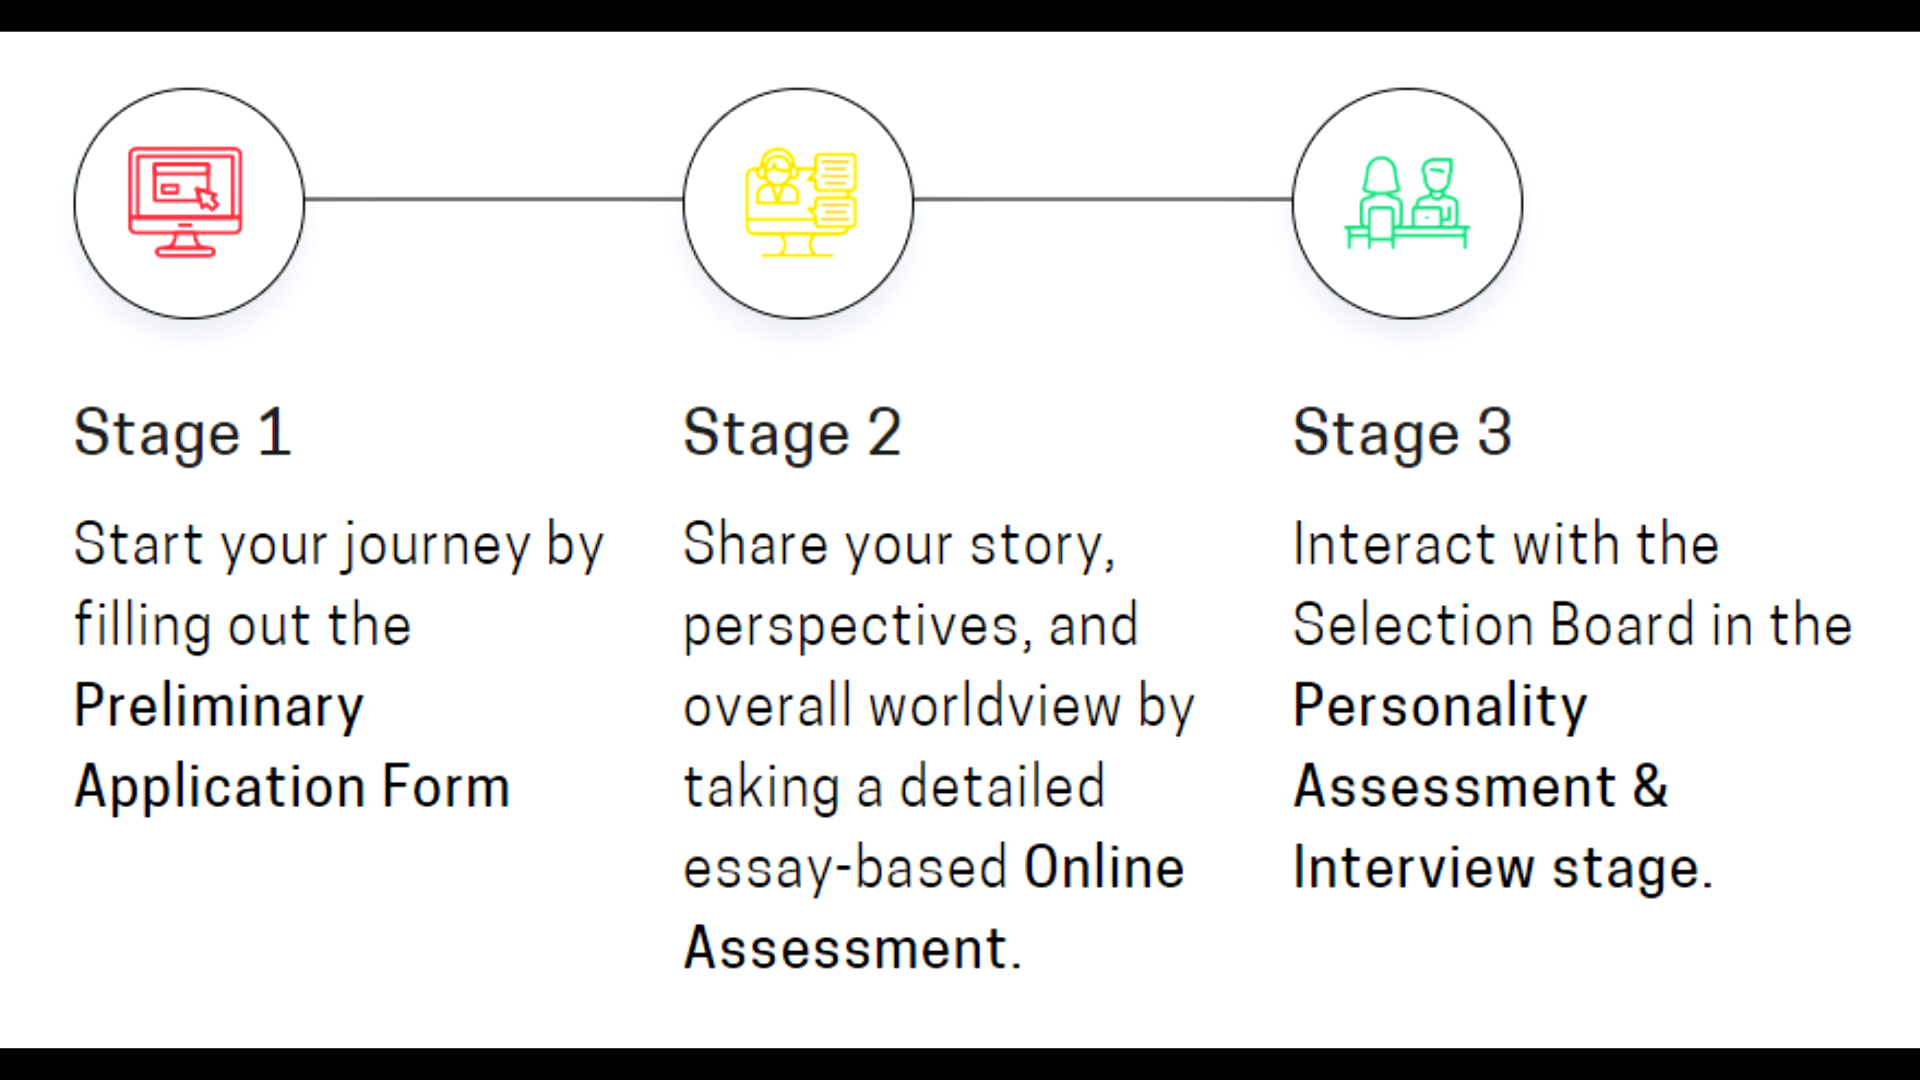 Stage 1
Start your journey by
filling out the
Preliminary
Application Form
Stage 2
Share your story,
perspectives, and
overall worldview by
taking a detailed
essay-based Online
Assessment.
Stage 3
Interact with the
Selection Board in the
Personality
Assessment &
Interview stage.